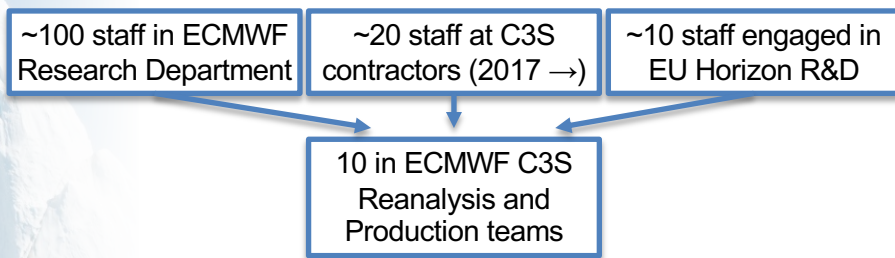 ~100 staff in ECMWF
Research Department
~20 staff at C3S
contractors (2017 →)
~10 staff engaged in
EU Horizon R&D
10 in ECMWF C3S
Reanalysis and
Production teams